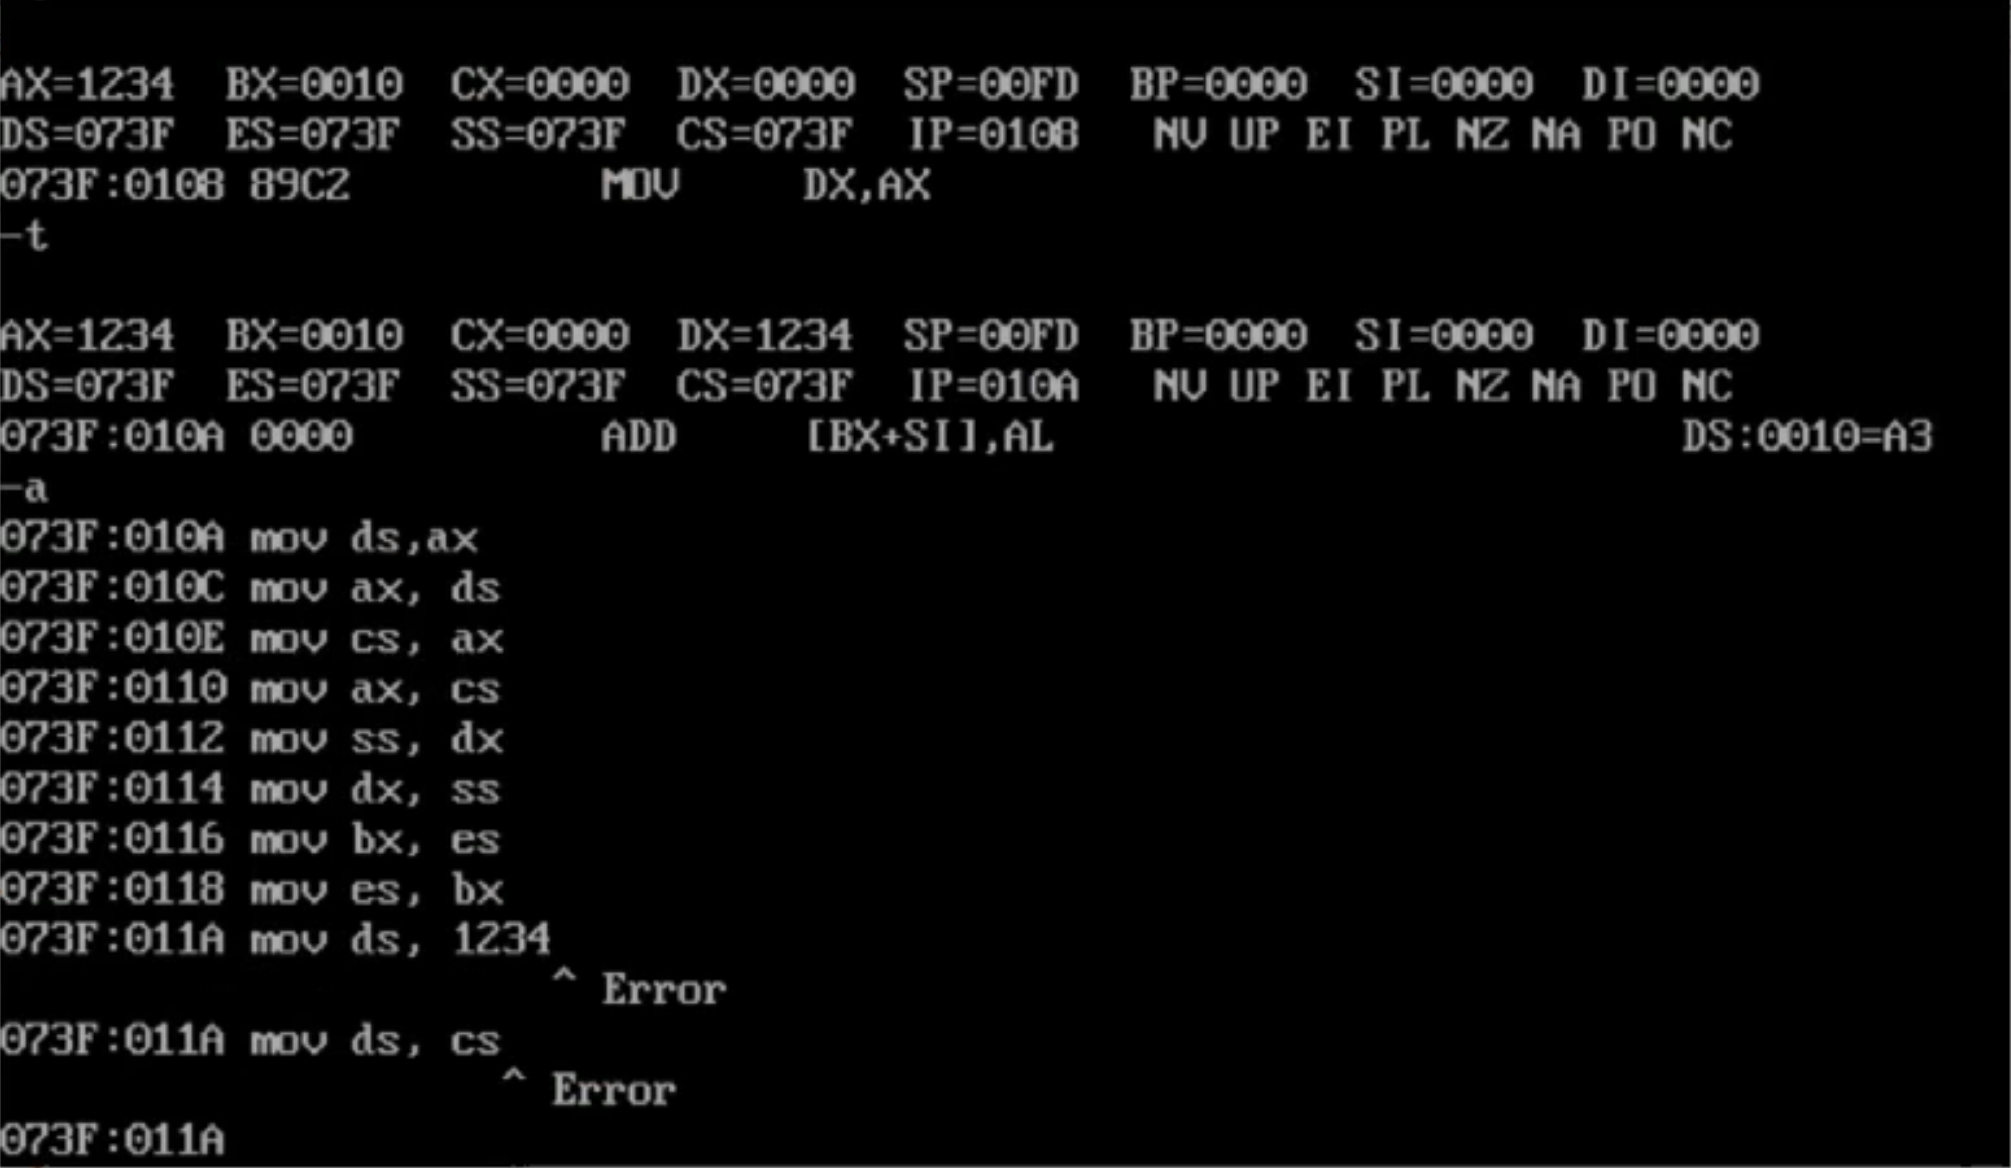 AX=1234  BX=0010  CX=0000  DX=0000  SP=00FD  BP=0000  SI=0000  DI=0000
DS=073F  ES=073F  SS=073F  CS=073F  IP=0108   NV UP EI PL NZ NA PO NC
073F:0108 89C2          MOV     DX,AX
-t
AX=1234  BX=0010  CX=0000  DX=1234  SP=00FD  BP=0000  SI=0000  DI=0000
DS=073F  ES=073F  SS=073F  CS=073F  IP=010A   NV UP EI PL NZ NA PO NC
073F:010A 0000          ADD     [BX+SI],AL                         DS:0010=A3
-a
073F:010A mov ds,ax
073F:010C mov ax, ds
073F:010E mov cs, ax
073F:0110 mov ax, cs
073F:0112 mov ss, dx
073F:0114 mov dx, ss
073F:0116 mov bx, es
073F:0118 mov es, bx
073F:011A mov ds, 1234
                      ^ Error
073F:011A mov ds, cs
                    ^ Error
073F:011A